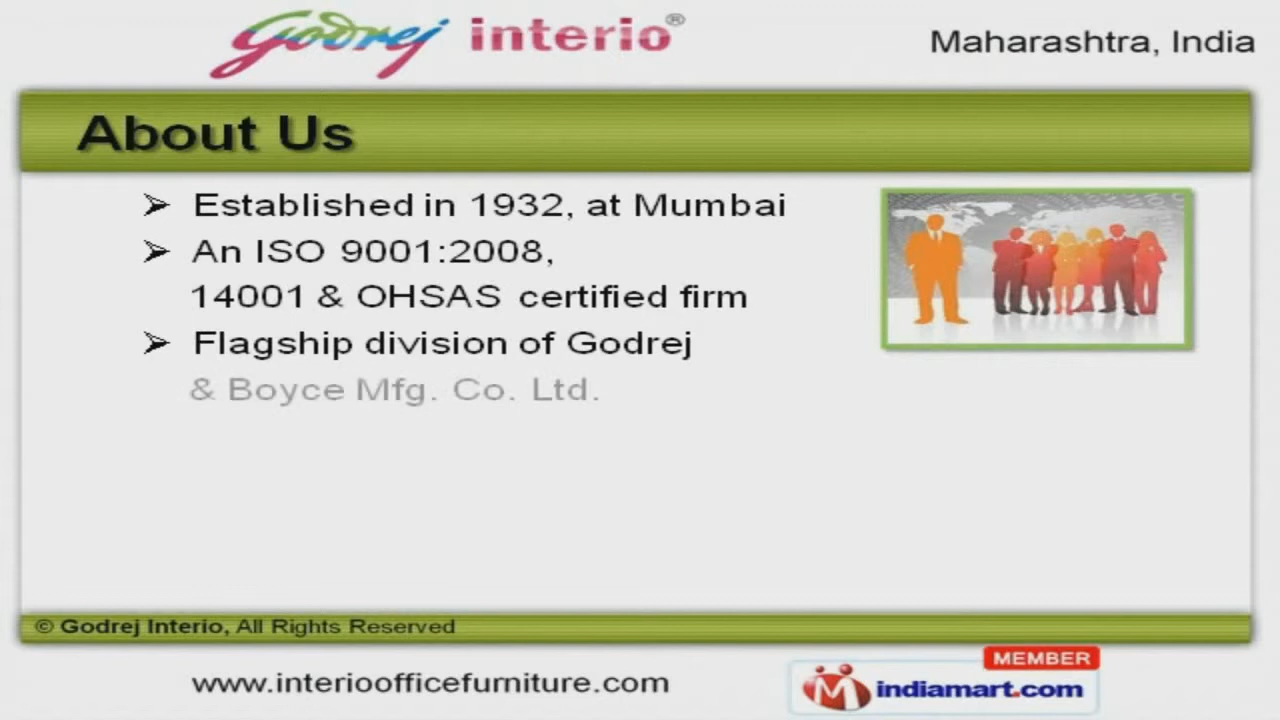 Godrej interio®
Maharashtra, India
About Us
➢ Established in 1932, at Mumbai
➢ An ISO 9001:2008,
14001 & OHSAS certified firm
➢ Flagship division of Godrej
& Boyce Mfg. Co. Ltd.
© Godrej Interio, All Rights Reserved
www.interioofficefurniture.com
MEMBER
indiamart.com